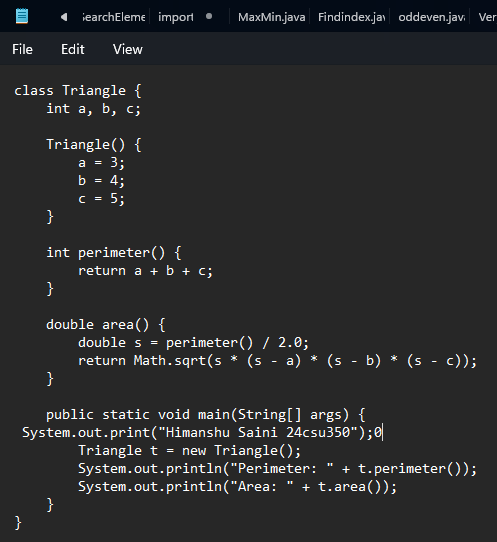 SearchEleme import MaxMin.java Findindex.jav oddeven.java Ver
File Edit View
class Triangle {
    int a, b, c;

    Triangle() {
        a = 3;
        b = 4;
        c = 5;
    }

    int perimeter() {
        return a + b + c;
    }

    double area() {
        double s = perimeter() / 2.0;
        return Math.sqrt(s * (s - a) * (s - b) * (s - c));
    }

    public static void main(String[] args) {
 System.out.print("Himanshu Saini 24csu350");0
        Triangle t = new Triangle();
        System.out.println("Perimeter: " + t.perimeter());
        System.out.println("Area: " + t.area());
    }
}